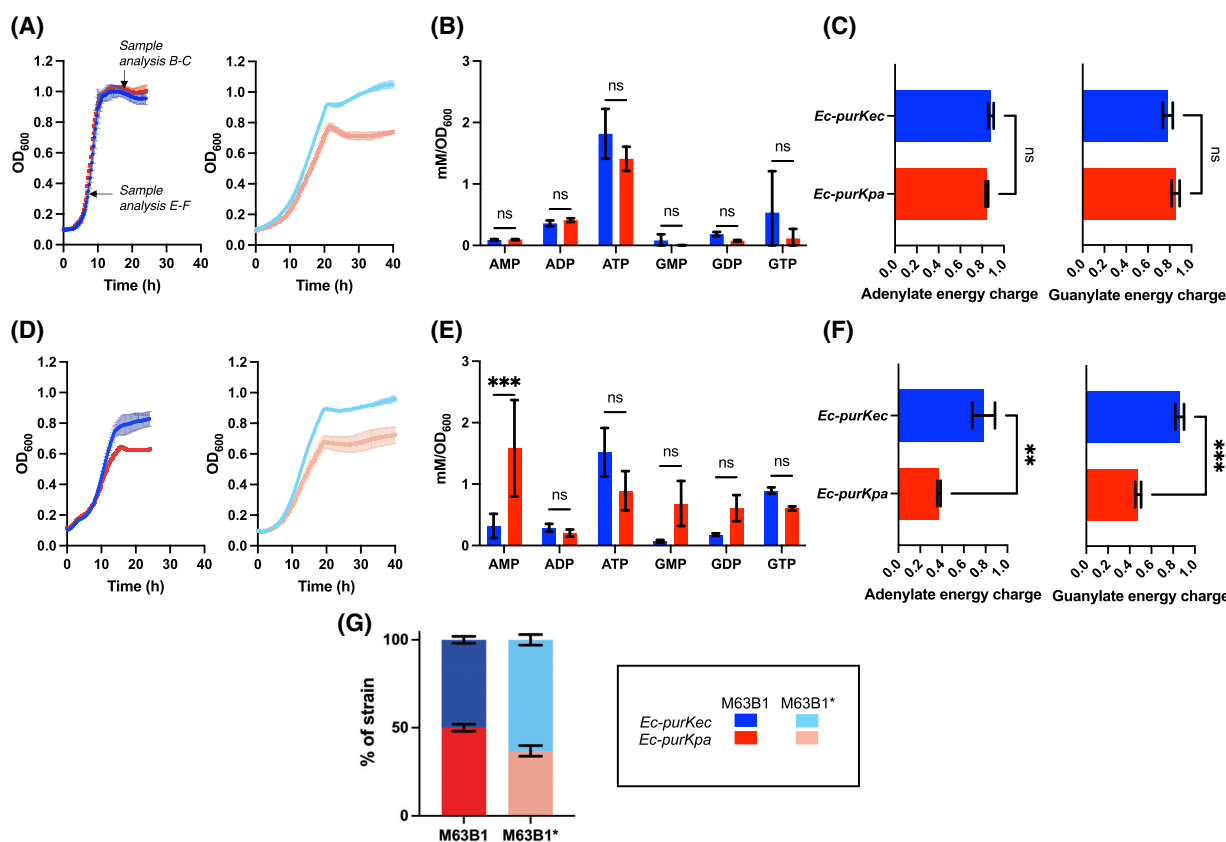 (A)
Sample
analysis B-C
Sample
analysis E-F
OD600
1.2
1.0
0.8
0.6
0.4
0.2
0.0
0 10 20 30 40
Time (h)
OD600
1.2
1.0
0.8
0.6
0.4
0.2
0.0
0 10 20 30 40
Time (h)
(B)
mM/OD600
3
2
1
0
ns ns ns ns ns ns
AMP ADP ATP GMP GDP GTP
(C)
Ec-purKec
Ec-purKpa
ns
0.0 0.2 0.4 0.6 0.8 1.0
Adenylate energy charge
ns
0.0 0.2 0.4 0.6 0.8 1.0
Guanylate energy charge
(D)
OD600
1.2
1.0
0.8
0.6
0.4
0.2
0.0
0 10 20 30 40
Time (h)
OD600
1.2
1.0
0.8
0.6
0.4
0.2
0.0
0 10 20 30 40
Time (h)
(E)
mM/OD600
3
2
1
0
*** ns ns ns ns ns
AMP ADP ATP GMP GDP GTP
(F)
Ec-purKec
Ec-purKpa
**
0.0 0.2 0.4 0.6 0.8 1.0
Adenylate energy charge
***
0.0 0.2 0.4 0.6 0.8 1.0
Guanylate energy charge
(G)
% of strain
100
50
0
M63B1 M63B1*
M63B1 M63B1*
Ec-purKec
Ec-purKpa